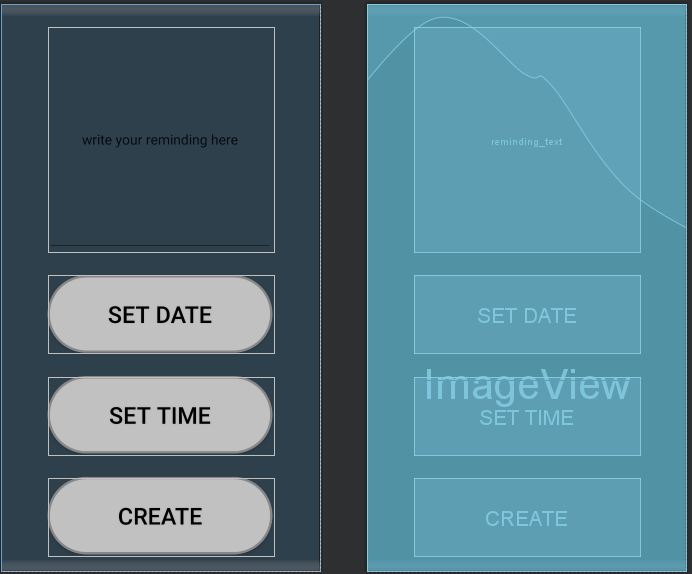 write your reminding here
SET DATE
SET TIME
CREATE
reminding_text
SET DATE
ImageView
SET TIME
CREATE